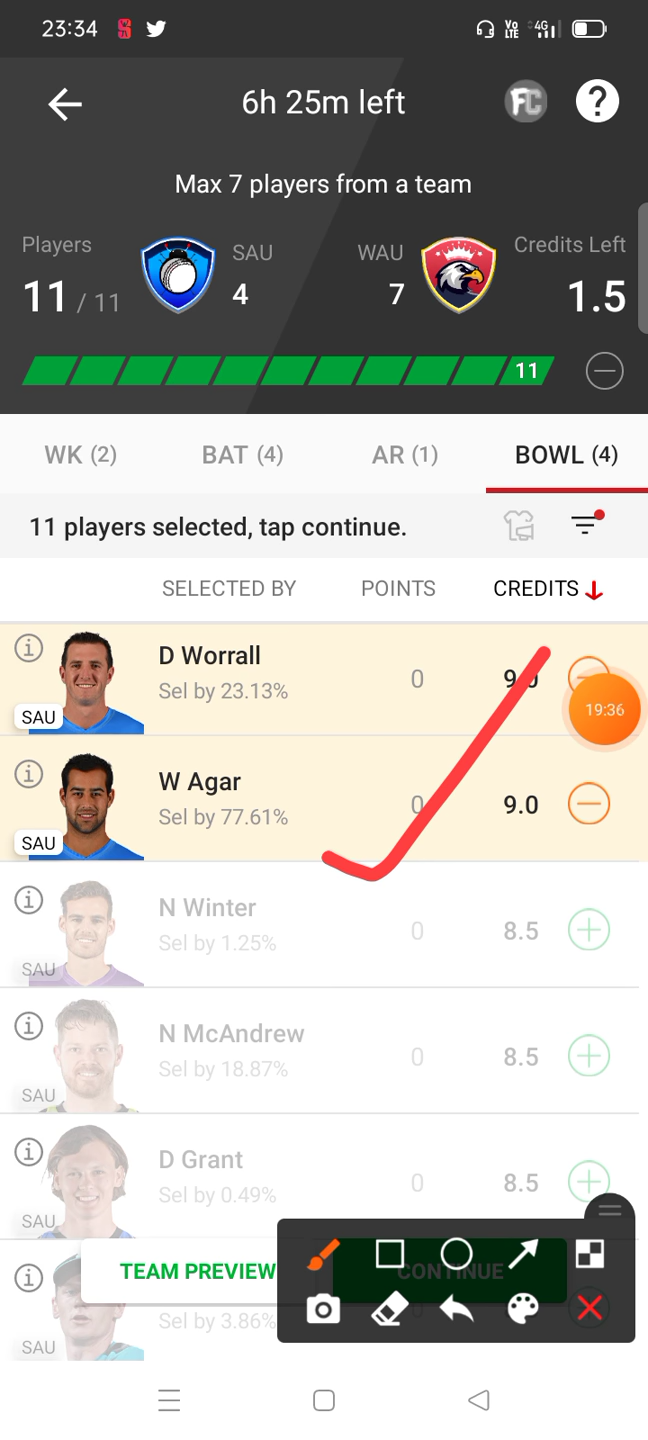 23:34 Vo LTE 4G
6h 25m left FC ?
Max 7 players from a team
Players SAU WAU Credits Left
11 / 11 4 7 1.5
11
WK (2) BAT (4) AR (1) BOWL (4)
11 players selected, tap continue.
SELECTED BY POINTS CREDITS
D Worrall
Sel by 23.13% 0 9.0
SAU
19:36
W Agar
Sel by 77.61% 0 9.0
SAU
N Winter
Sel by 1.25% 0 8.5
SAU
N McAndrew
Sel by 18.87% 0 8.5
SAU
D Grant
Sel by 0.49% 0 8.5
SAU
TEAM PREVIEW CONTINUE
Sel by 3.86%
SAU